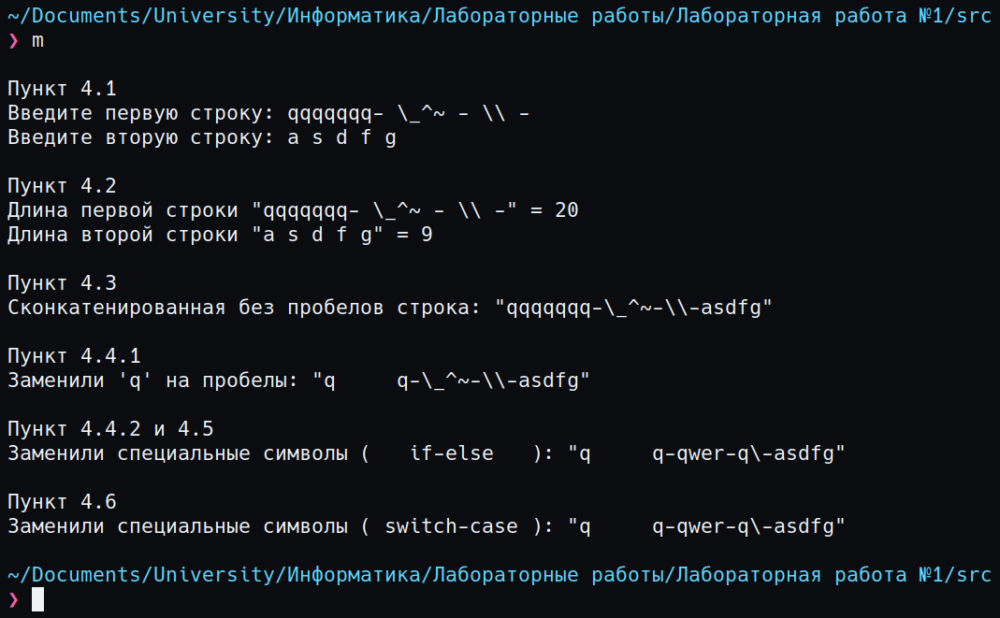 ~/Documents/University/Информатика/Лабораторные работы/Лабораторная работа №1/src
❯ m
Пункт 4.1
Введите первую строку: qqqqqqq- \_^~ - \\ -
Введите вторую строку: a s d f g
Пункт 4.2
Длина первой строки "qqqqqqq- \_^~ - \\ -" = 20
Длина второй строки "a s d f g" = 9
Пункт 4.3
Сконкатенированная без пробелов строка: "qqqqqqq-\_^~-\\-asdfg"
Пункт 4.4.1
Заменили 'q' на пробелы: "q     q-\_^~-\\-asdfg"
Пункт 4.4.2 и 4.5
Заменили специальные символы (   if-else   ): "q     q-qwer-q\-asdfg"
Пункт 4.6
Заменили специальные символы ( switch-case ): "q     q-qwer-q\-asdfg"
~/Documents/University/Информатика/Лабораторные работы/Лабораторная работа №1/src
❯